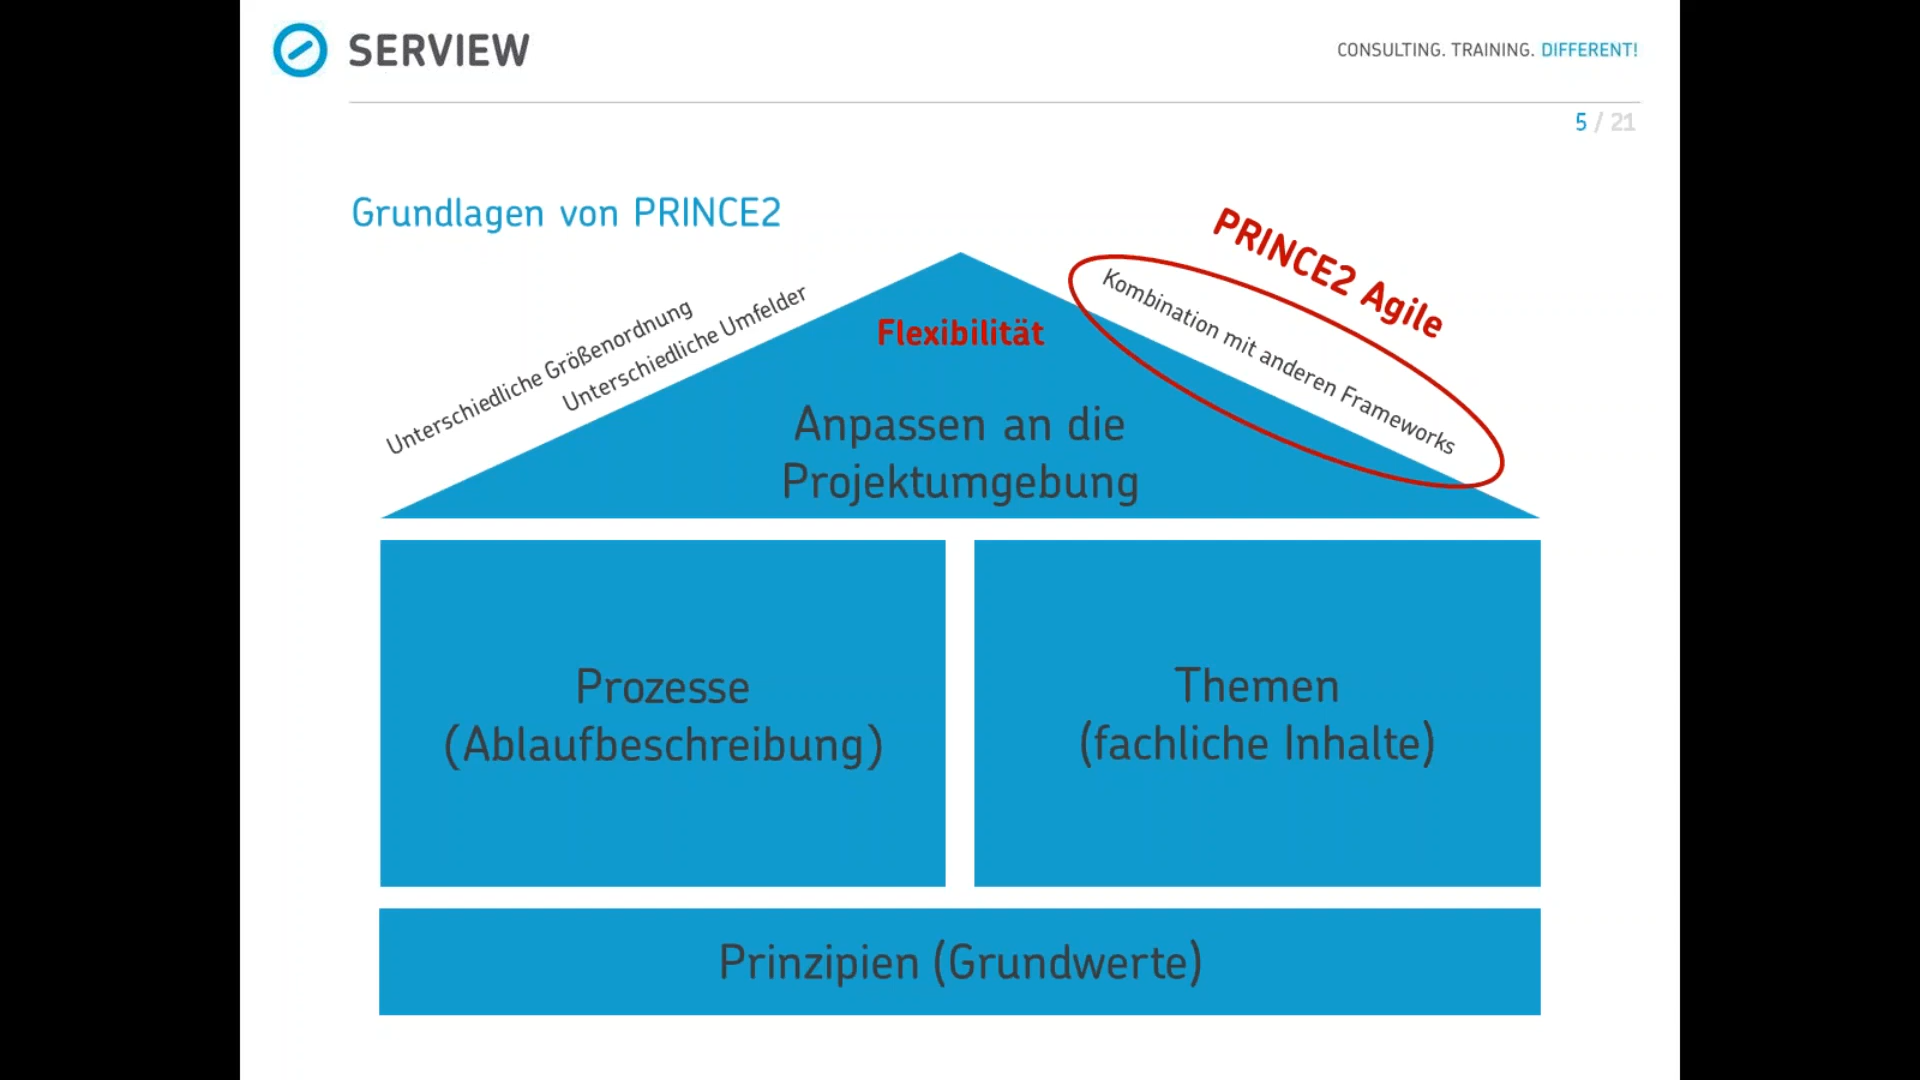 SERVIEW
CONSULTING. TRAINING. DIFFERENT!
5 / 21
Grundlagen von PRINCE2
PRINCE2 Agile
Kombination mit anderen Frameworks
Unterschiedliche Größenordnung
Unterschiedliche Umfelder
Flexibilität
Anpassen an die
Projektumgebung
Prozesse
(Ablaufbeschreibung)
Themen
(fachliche Inhalte)
Prinzipien (Grundwerte)